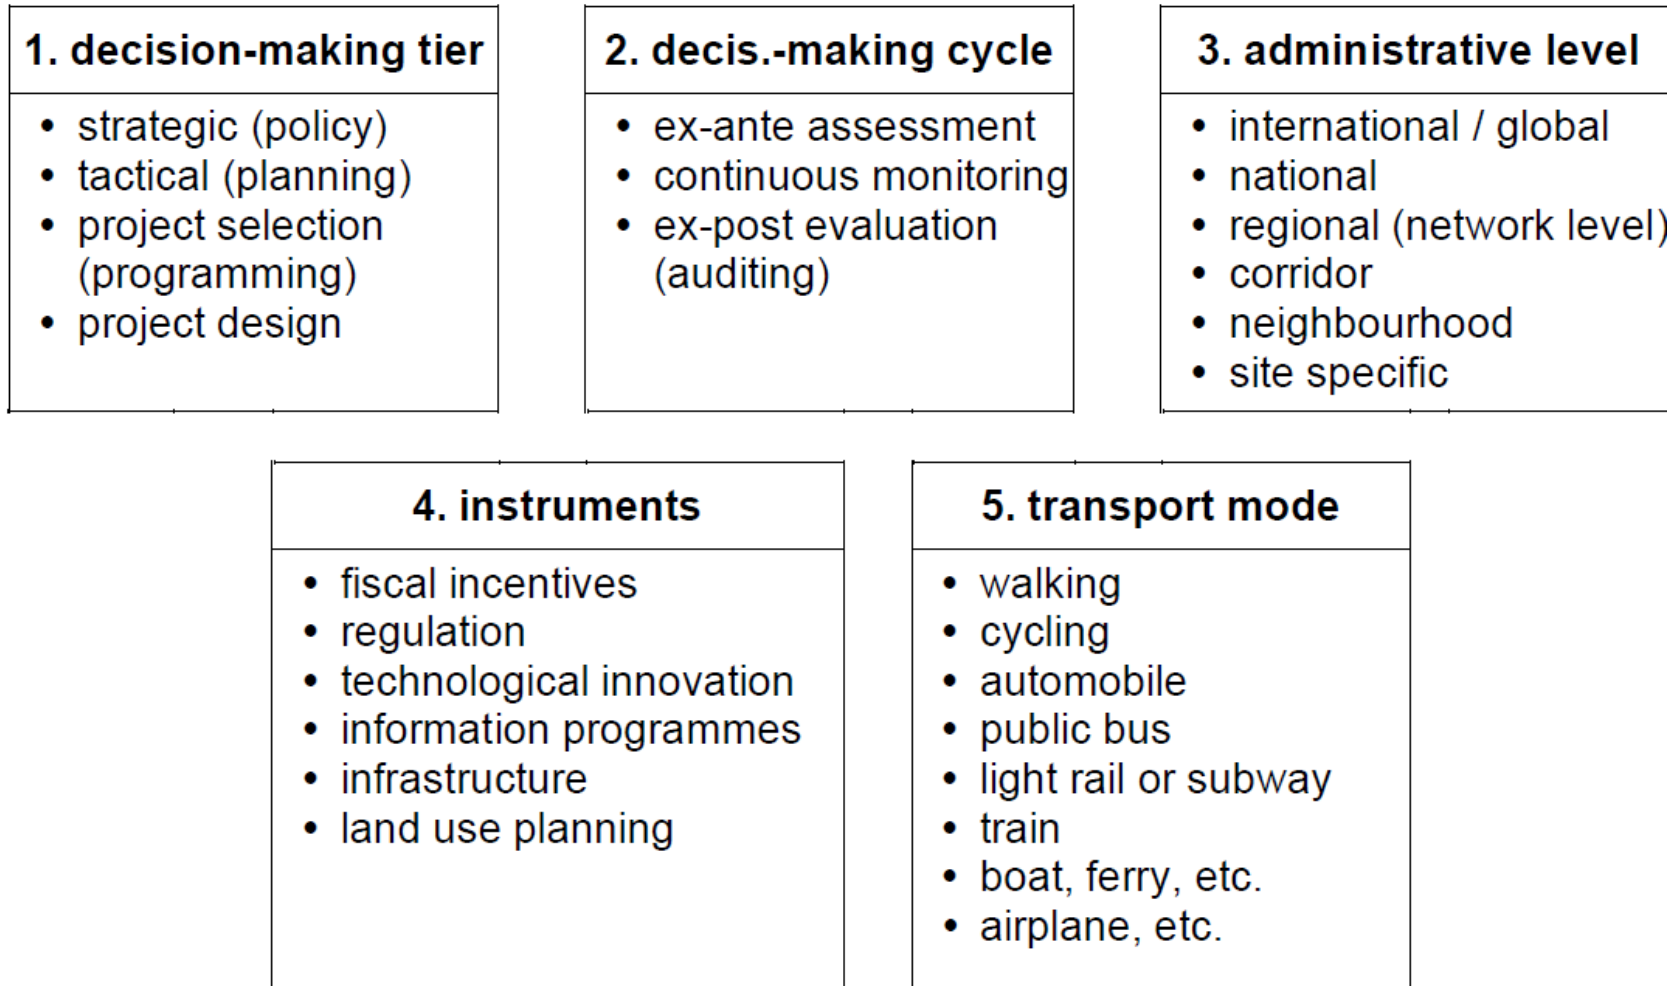 1. decision-making tier
• strategic (policy)
• tactical (planning)
• project selection
(programming)
• project design
2. decis.-making cycle
• ex-ante assessment
• continuous monitoring
• ex-post evaluation
(auditing)
3. administrative level
• international / global
• national
• regional (network level)
• corridor
• neighbourhood
• site specific
4. instruments
• fiscal incentives
• regulation
• technological innovation
• information programmes
• infrastructure
• land use planning
5. transport mode
• walking
• cycling
• automobile
• public bus
• light rail or subway
• train
• boat, ferry, etc.
• airplane, etc.